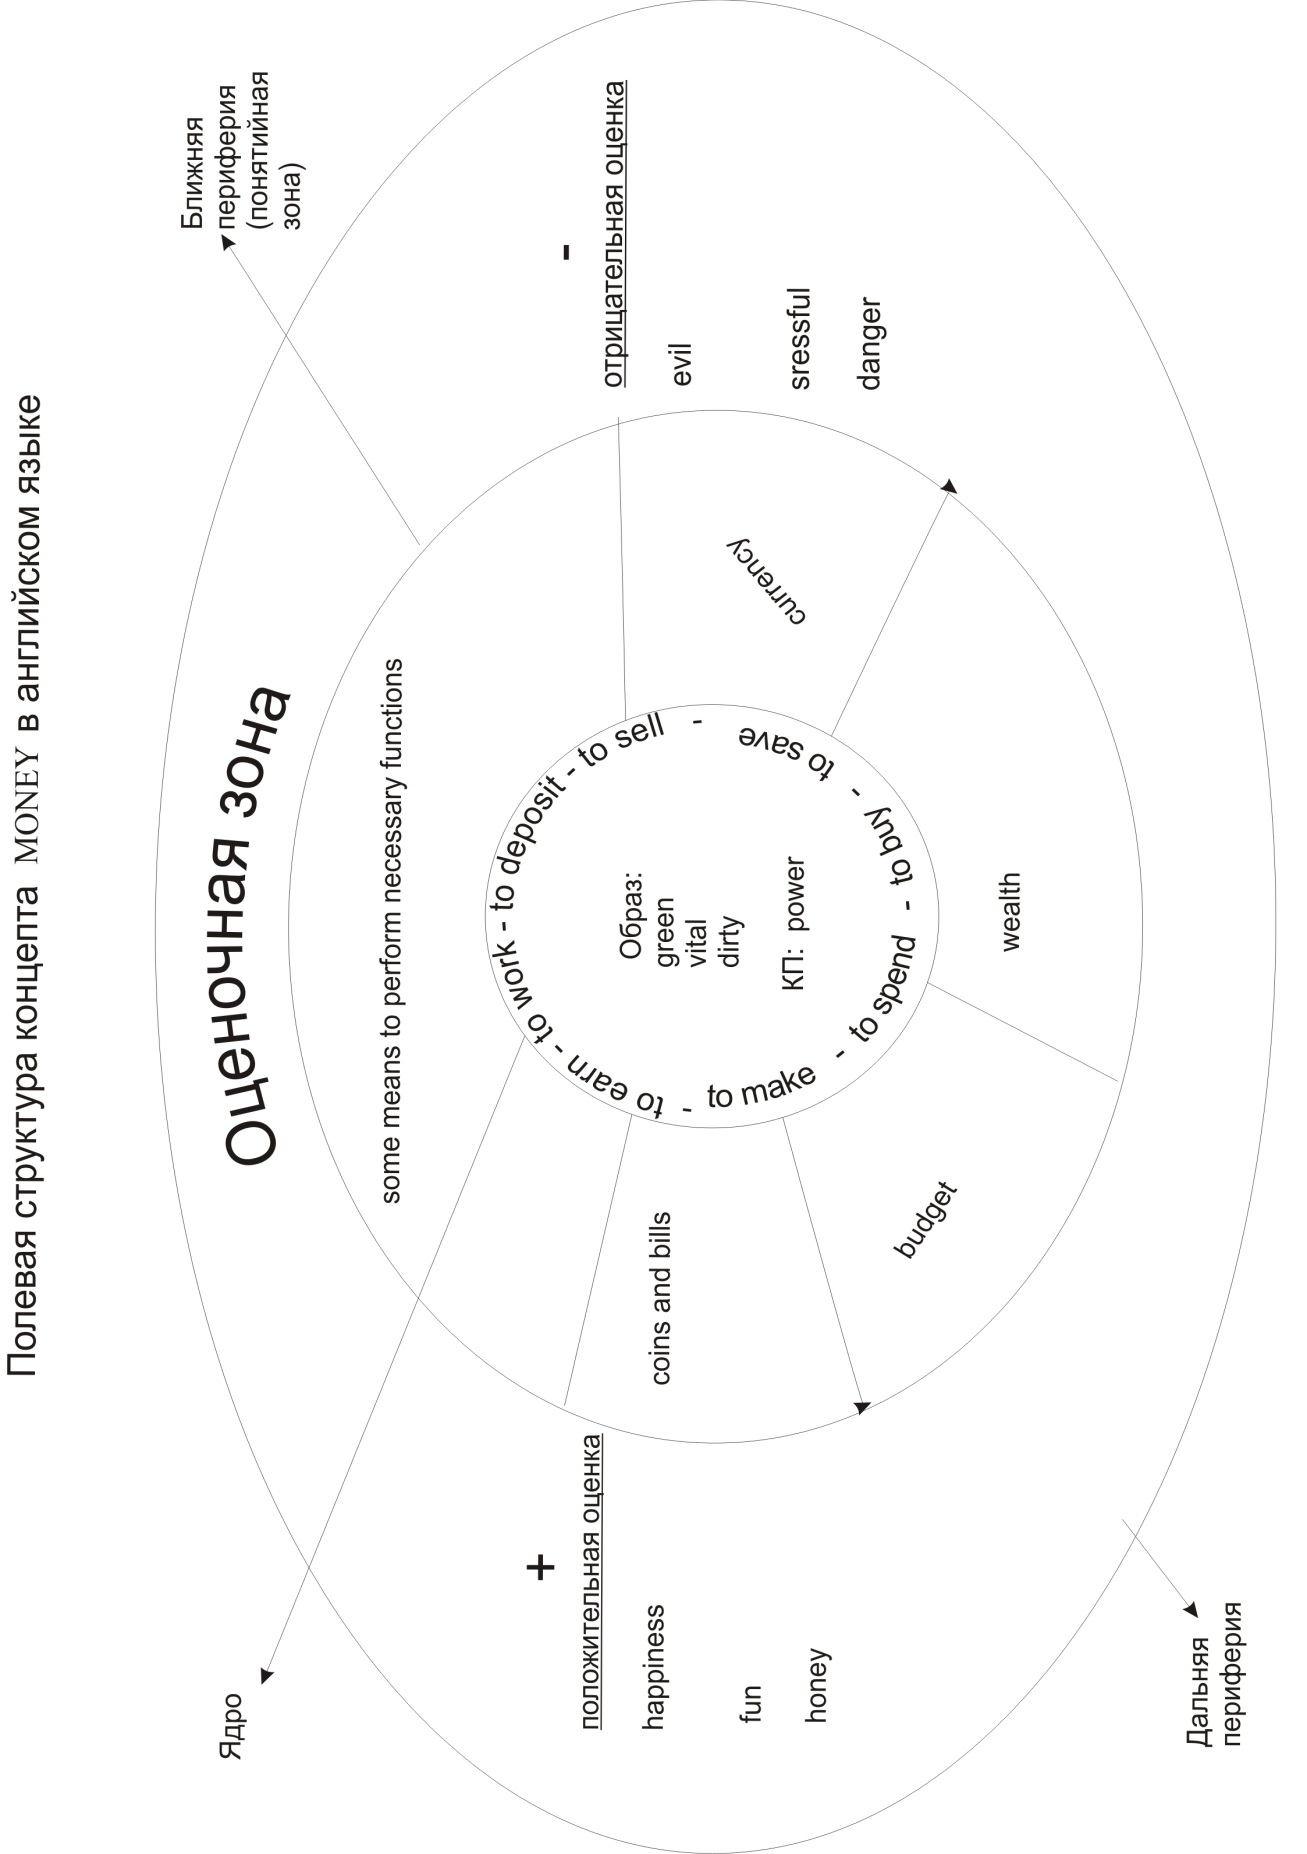 Полевая структура концепта MONEY в английском языке
Ближняя
периферия
(понятийная
зона)
Оценочная зона
Ядро
some means to perform necessary functions
+
положительная оценка
happiness
fun
honey
-
отрицательная оценка
evil
sressful
danger
coins and bills
currency
to work - to deposit - to sell - to save - to buy - to spend - to make - to earn -
Образ:
green
vital
dirty
КП: power
budget
wealth
Дальняя
периферия